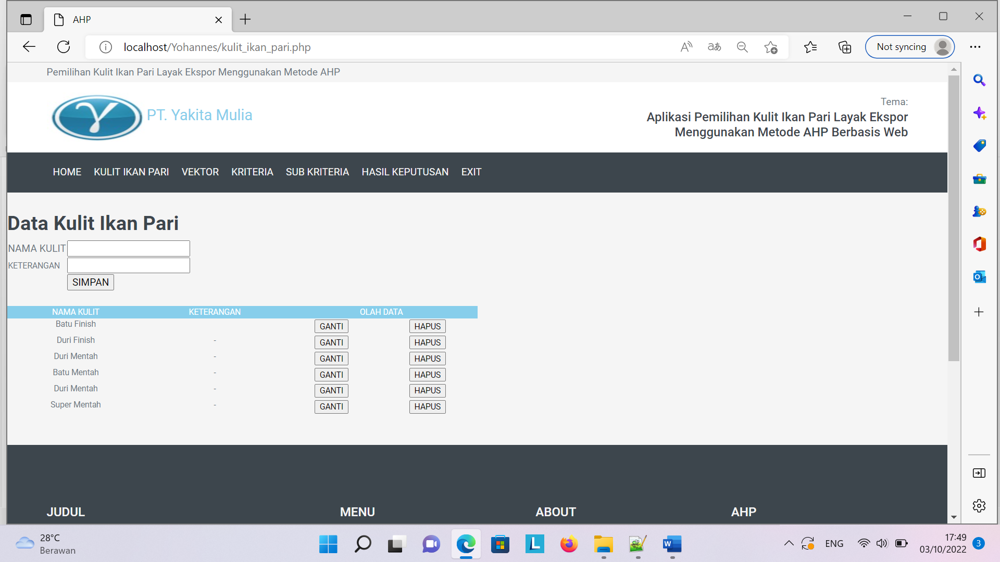 AHP
localhost/Yohannes/kulit_ikan_pari.php
Not syncing
Pemilihan Kulit Ikan Pari Layak Ekspor Menggunakan Metode AHP
PT. Yakita Mulia
Tema:
Aplikasi Pemilihan Kulit Ikan Pari Layak Ekspor
Menggunakan Metode AHP Berbasis Web
HOME KULIT IKAN PARI VEKTOR KRITERIA SUB KRITERIA HASIL KEPUTUSAN EXIT
Data Kulit Ikan Pari
NAMA KULIT
KETERANGAN
SIMPAN
NAMA KULIT KETERANGAN OLAH DATA
Batu Finish GANTI HAPUS
Duri Finish - GANTI HAPUS
Duri Mentah - GANTI HAPUS
Batu Mentah - GANTI HAPUS
Duri Mentah - GANTI HAPUS
Super Mentah - GANTI HAPUS
JUDUL MENU ABOUT AHP
28°C
Berawan
ENG
17:49
03/10/2022
3